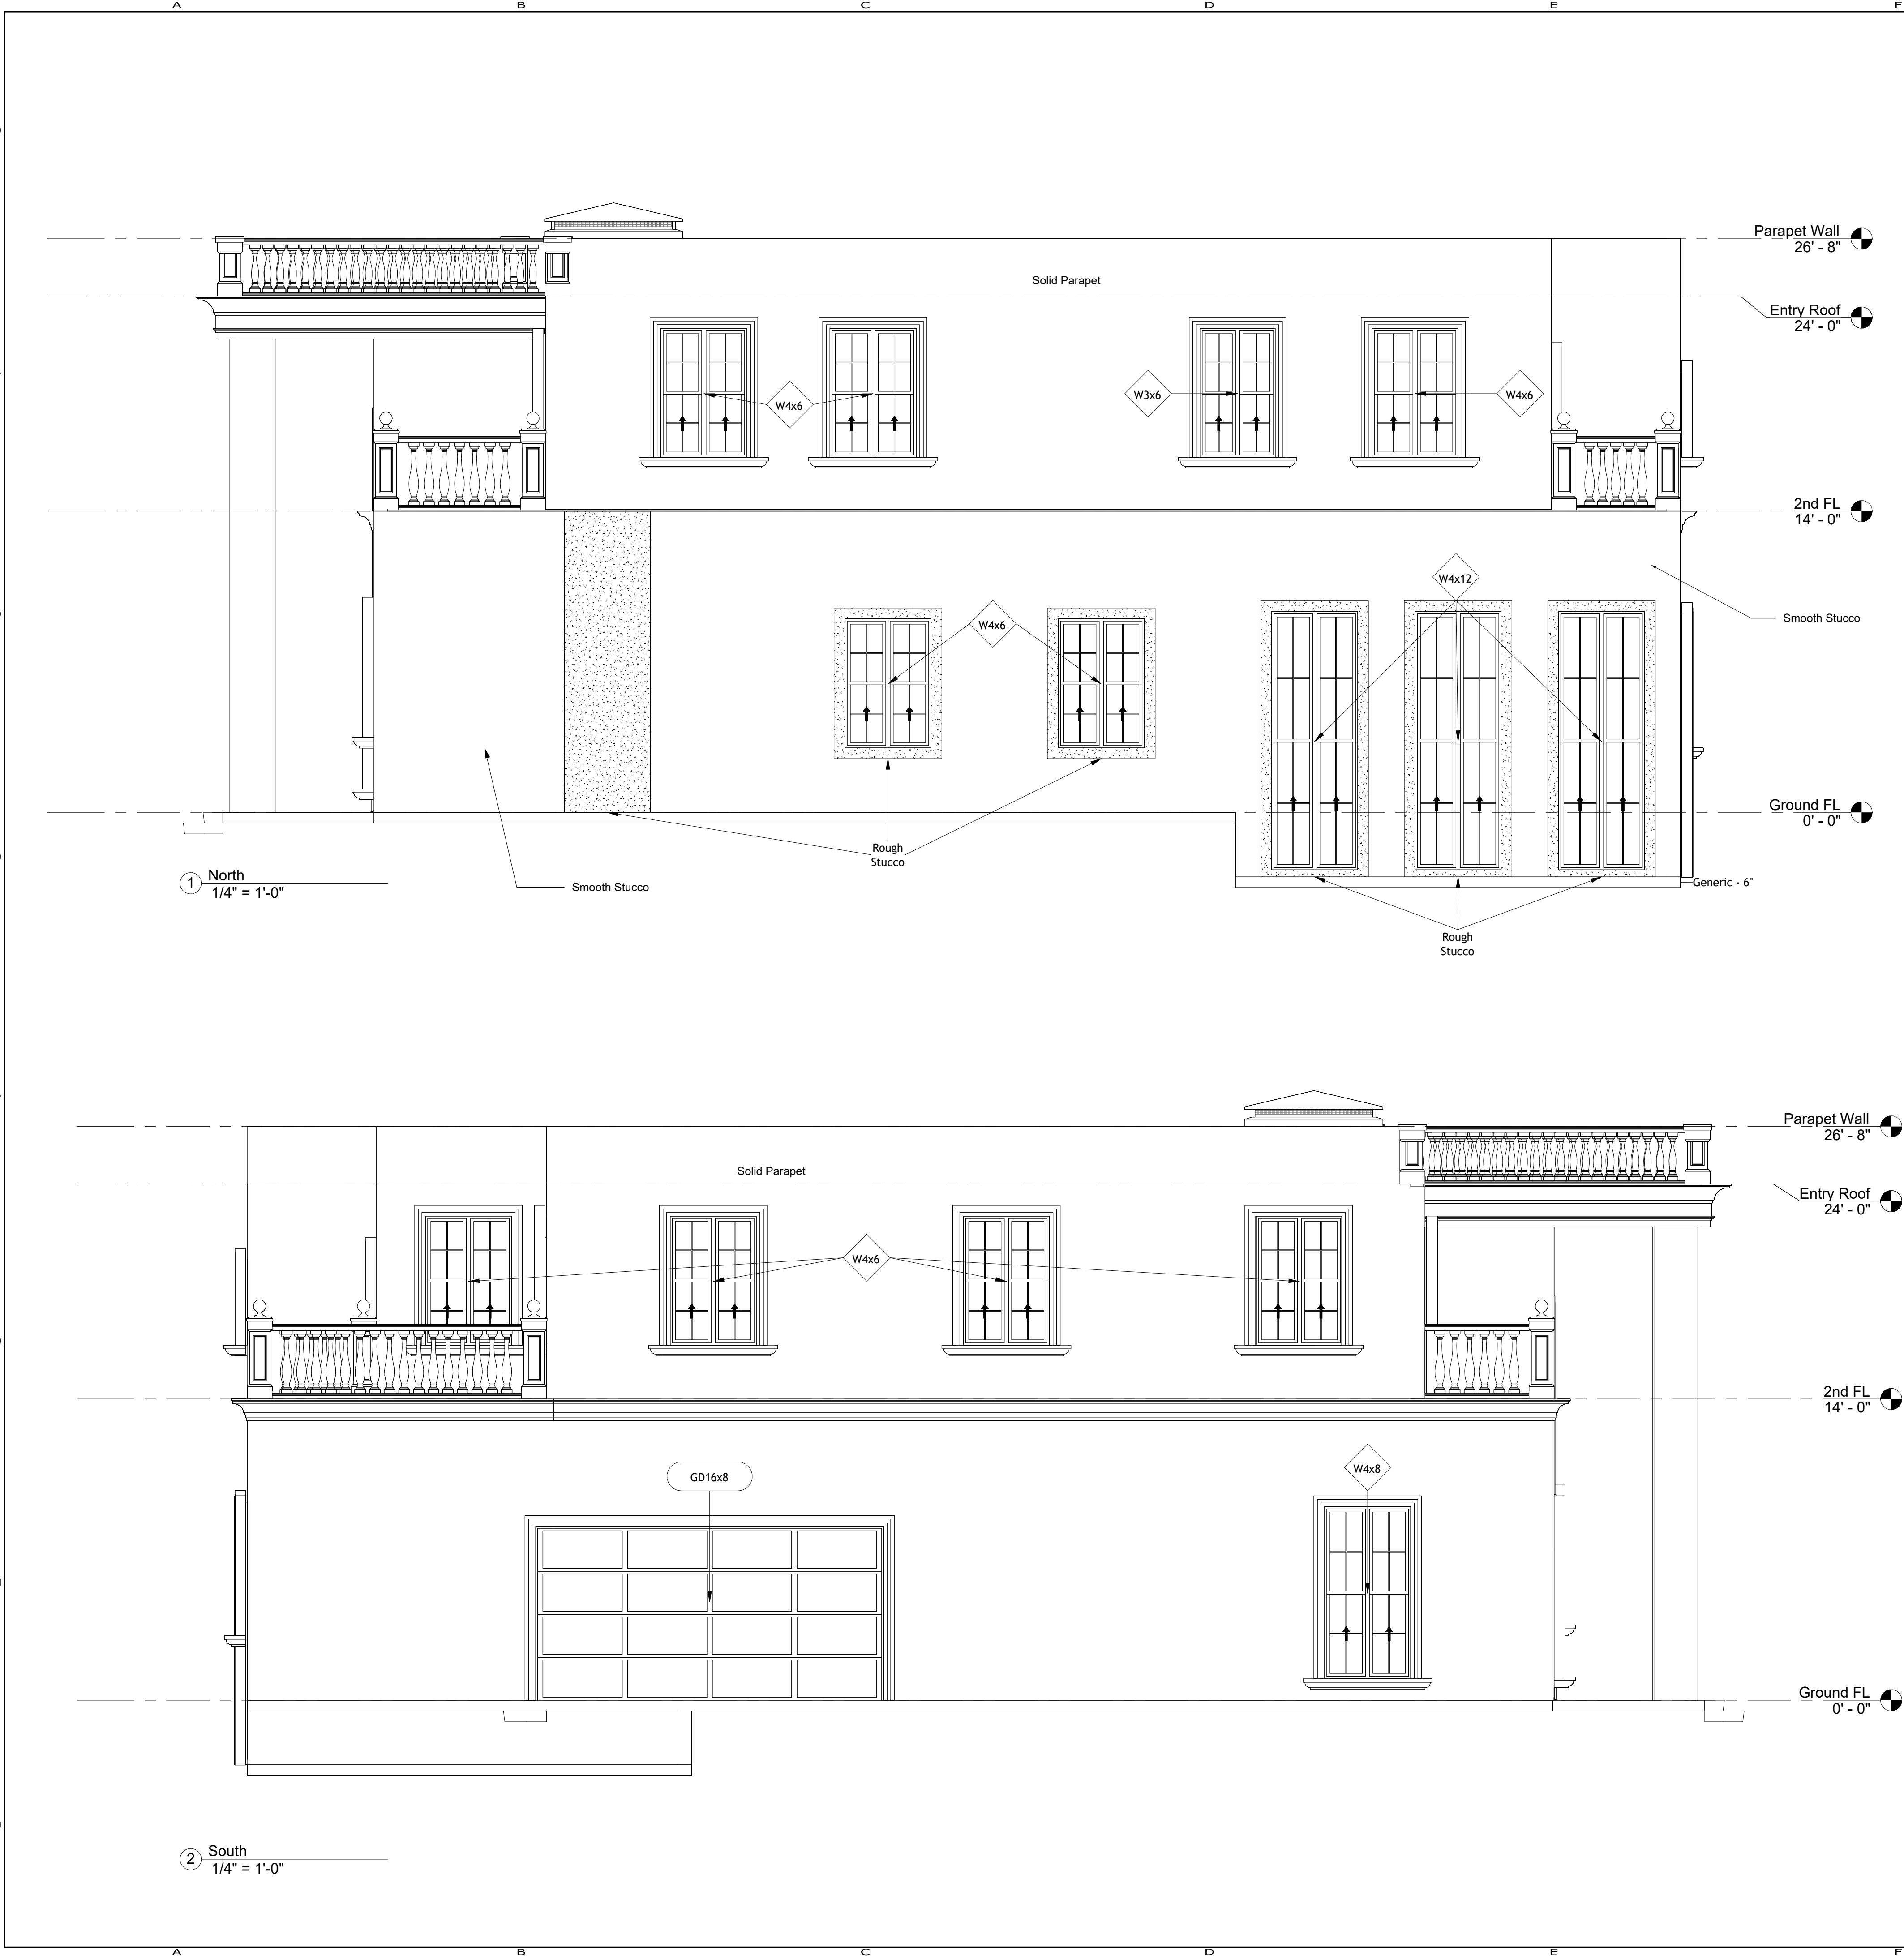 A B C D E F
Parapet Wall
26' - 8"
Solid Parapet
Entry Roof
24' - 0"
W4x6
W3x6
W4x6
2nd FL
14' - 0"
W4x12
Smooth Stucco
W4x6
Ground FL
0' - 0"
Rough
Stucco
1 North
1/4" = 1'-0"
Smooth Stucco
Generic - 6"
Rough
Stucco
Parapet Wall
26' - 8"
Solid Parapet
Entry Roof
24' - 0"
W4x6
2nd FL
14' - 0"
GD16x8
W4x8
Ground FL
0' - 0"
2 South
1/4" = 1'-0"
A B C D E F